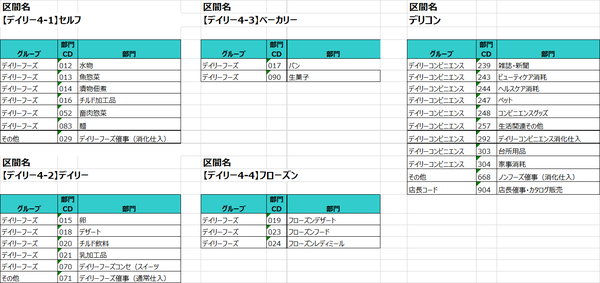 区間名
【デイリー4-1】セルフ
グループ 部門CD 部門
デイリーフーズ 012 水物
デイリーフーズ 013 魚惣菜
デイリーフーズ 014 漬物佃煮
デイリーフーズ 016 チルド加工品
デイリーフーズ 052 畜肉惣菜
デイリーフーズ 083 麺
その他 029 デイリーフーズ催事（消化仕入）
区間名
【デイリー4-2】デイリー
グループ 部門CD 部門
デイリーフーズ 015 卵
デイリーフーズ 018 デザート
デイリーフーズ 020 チルド飲料
デイリーフーズ 021 乳加工品
デイリーフーズ 070 デイリーフーズコンセ（スイーツ
その他 071 デイリーフーズ催事（通常仕入）
区間名
【デイリー4-3】ベーカリー
グループ 部門CD 部門
デイリーフーズ 017 パン
デイリーフーズ 090 生菓子
区間名
【デイリー4-4】フローズン
グループ 部門CD 部門
デイリーフーズ 019 フローズンデザート
デイリーフーズ 023 フローズンフード
デイリーフーズ 024 フローズンレディミール
区間名
デリコン
グループ 部門CD 部門
デイリーコンビニエンス 239 雑誌・新聞
デイリーコンビニエンス 243 ビューティケア消耗
デイリーコンビニエンス 244 ヘルスケア消耗
デイリーコンビニエンス 247 ペット
デイリーコンビニエンス 248 コンビニエンスグッズ
デイリーコンビニエンス 257 生活関連その他
デイリーコンビニエンス 292 デイリーコンビニエンス消化仕入
デイリーコンビニエンス 303 台所用品
デイリーコンビニエンス 304 家事消耗
その他 668 ノンフーズ催事（消化仕入）
店長コード 904 店長催事・カタログ販売